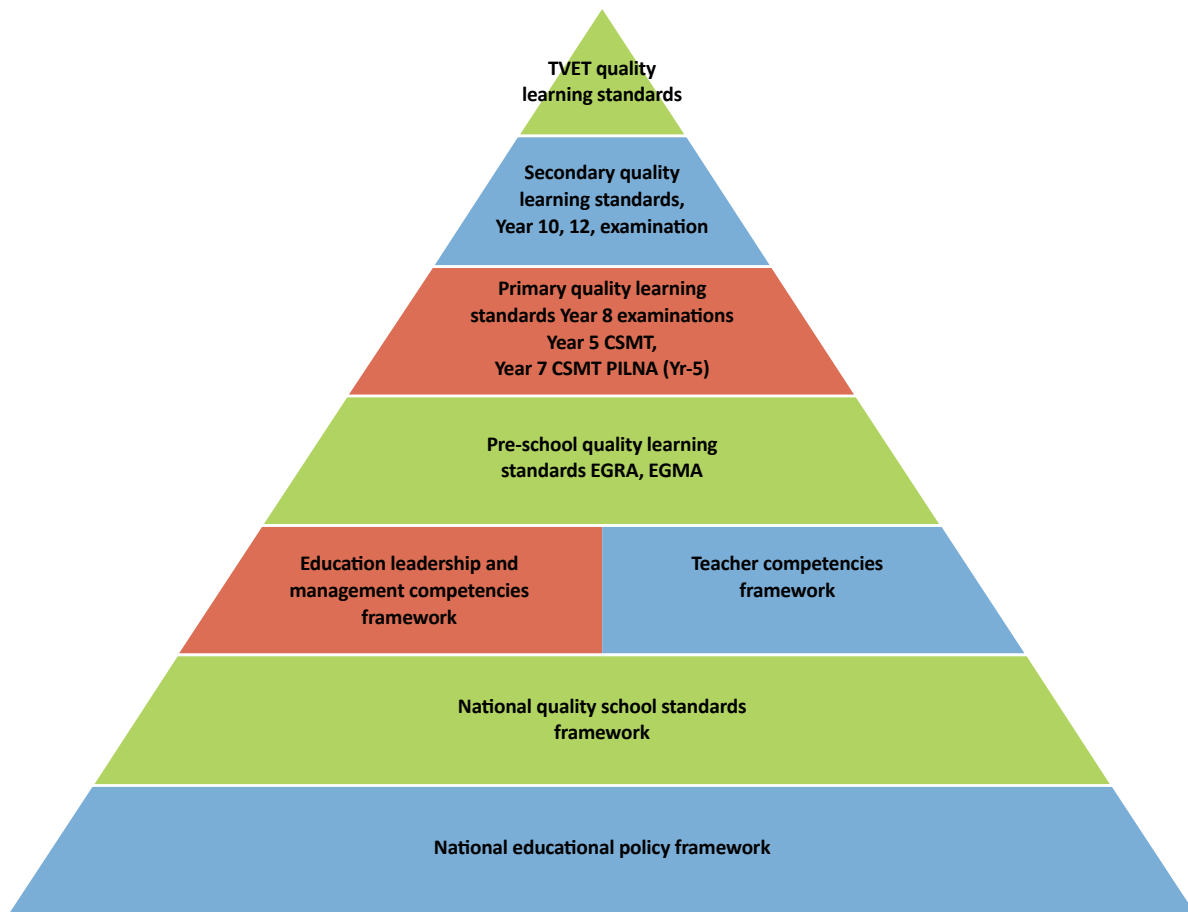 TVET quality
learning standards
Secondary quality
learning standards,
Year 10, 12, examination
Primary quality learning
standards Year 8 examinations
Year 5 CSMT,
Year 7 CSMT PILNA (Yr-5)
Pre-school quality learning
standards EGRA, EGMA
Education leadership and
management competencies
framework
Teacher competencies
framework
National quality school standards
framework
National educational policy framework